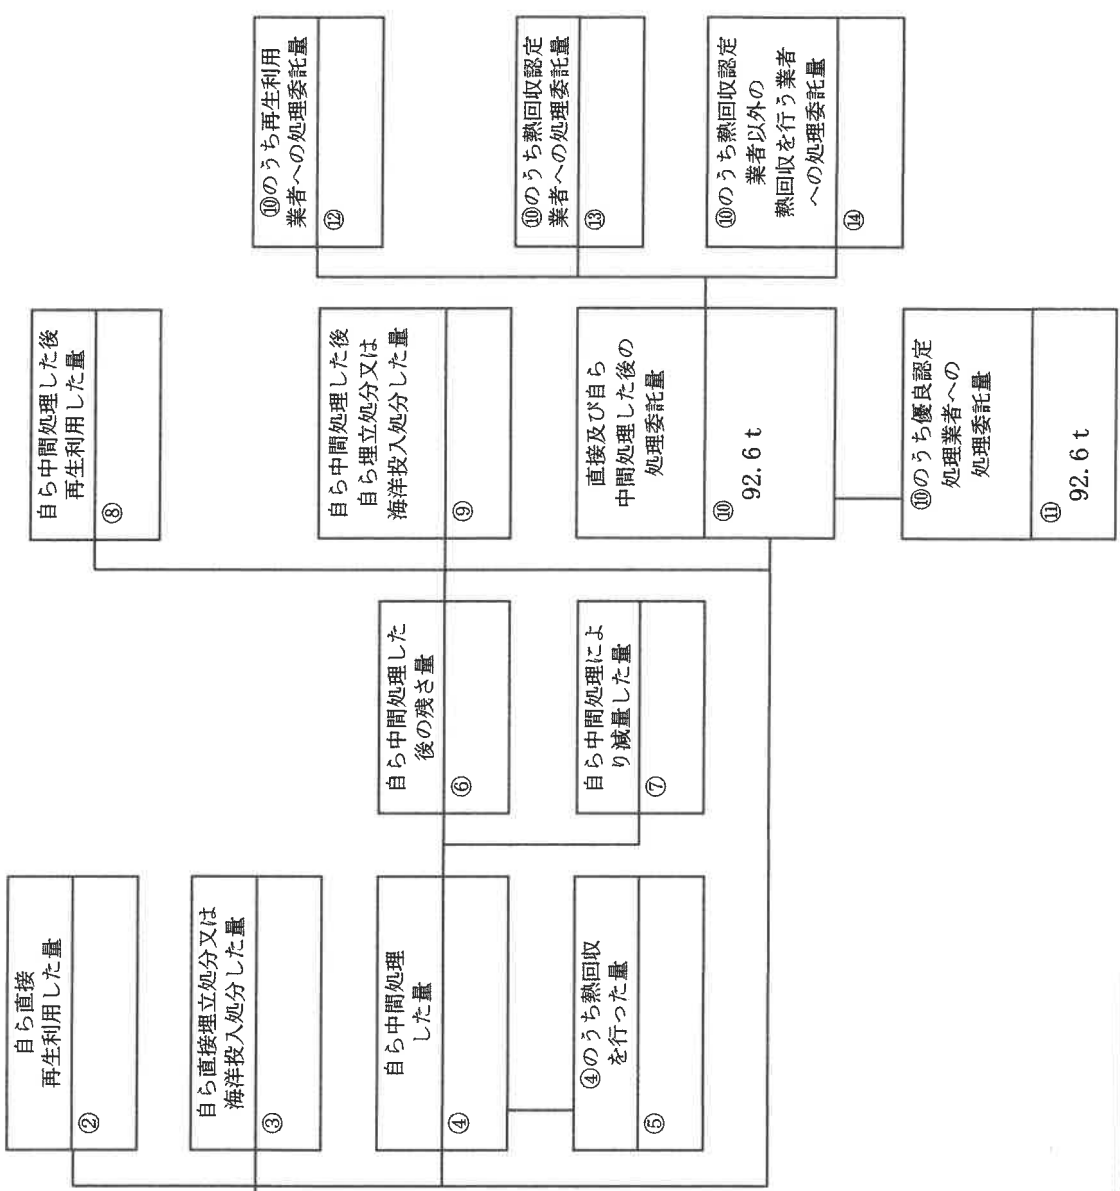 自ら直接
再生利用した量
②
自ら直接埋立処分又は
海洋投入処分した量
③
自ら中間処理
した量
④
④のうち熱回収
を行った量
⑤
自ら中間処理した
後の残さ量
⑥
自ら中間処理によ
り減量した量
⑦
自ら中間処理した後
再生利用した量
⑧
自ら中間処理した後
自ら埋立処分又は
海洋投入処分した量
⑨
直接及び自ら
中間処理した後の
処理委託量
⑩
92.6t
⑩のうち優良認定
処理業者への
処理委託量
⑪
92.6t
⑩のうち再生利用
業者への処理委託量
⑫
⑩のうち熱回収認定
業者への処理委託量
⑬
⑩のうち熱回収認定
業者以外の
熱回収を行う業者
への処理委託量
⑭